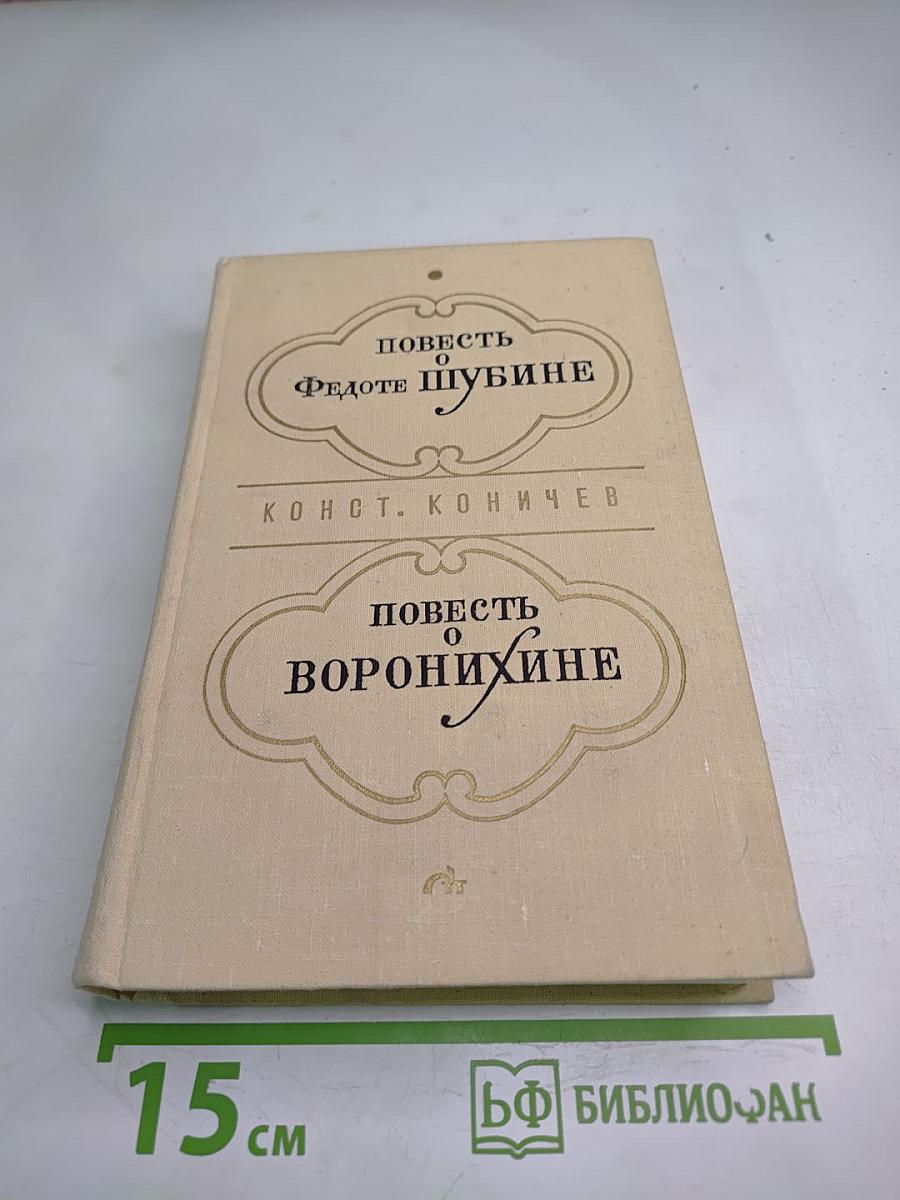 ПОВЕСТЬ
О
ФЕДОТЕ ШУБИНЕ
КОНСТ. КОНИЧЕВ
ПОВЕСТЬ
О
ВОРОНИХИНЕ
15 см
БФ БИБЛИОФАН